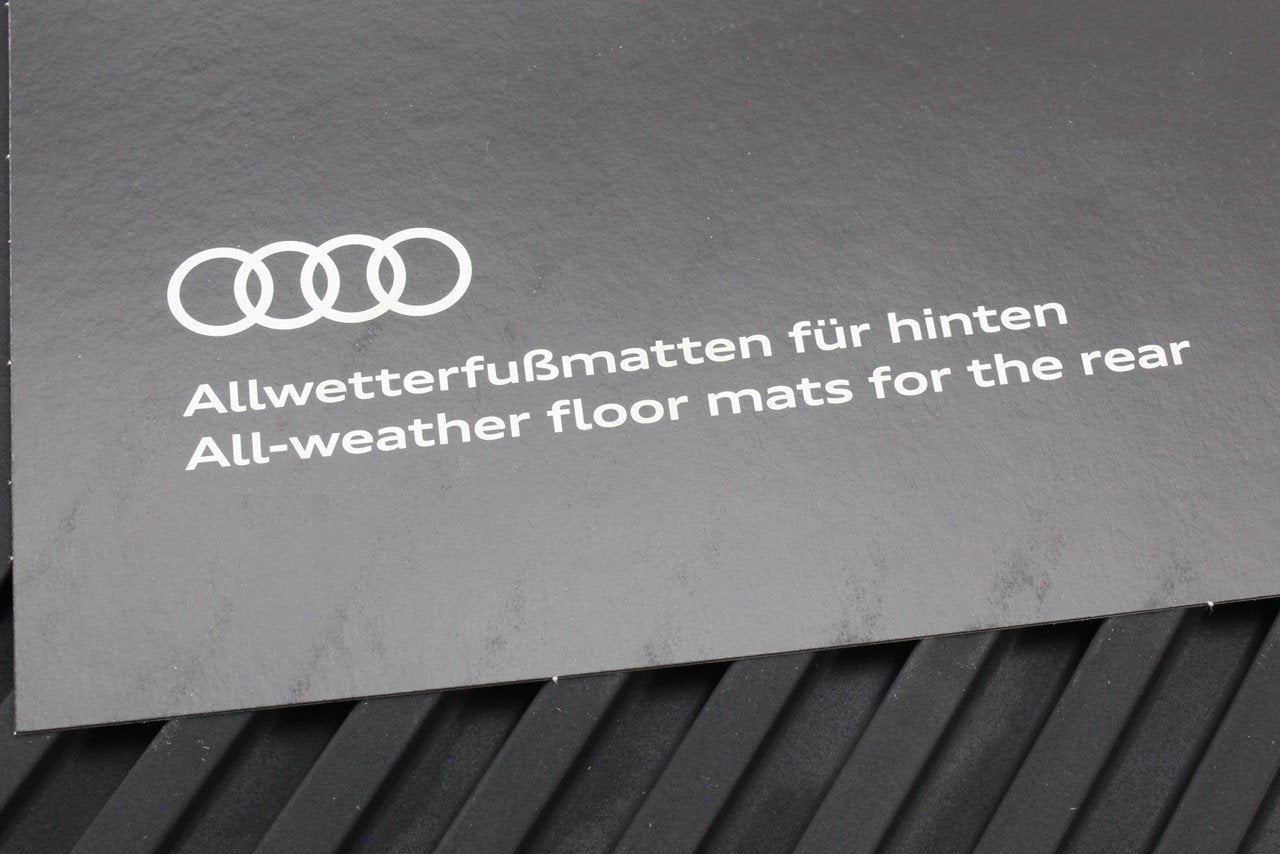 Allwetterfußmatten für hinten
All-weather floor mats for the rear